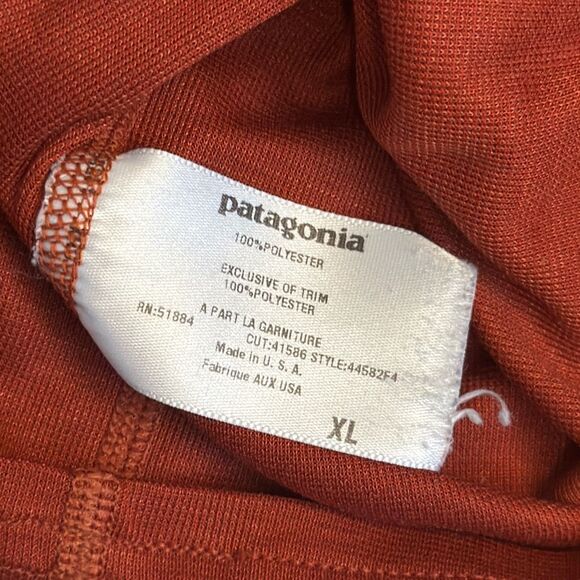 patagonia
100%POLYESTER
EXCLUSIVE OF TRIM
100%POLYESTER
A PART LA GARNITURE
RN:51884
CUT:41586 STYLE:44582F4
Made in U. S. A.
Fabrique AUX USA
XL